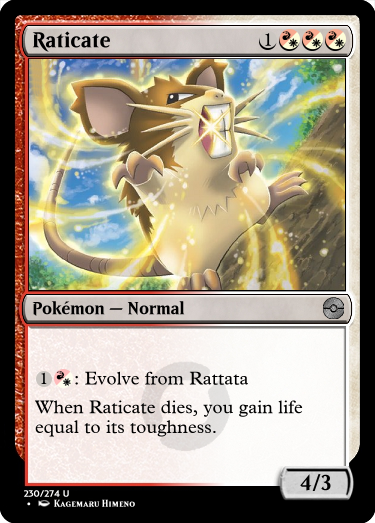 Raticate 1
Pokémon — Normal
1 : Evolve from Rattata
When Raticate dies, you gain life
equal to its toughness.
4/3
230/274 U
• Kagemaru Himeno